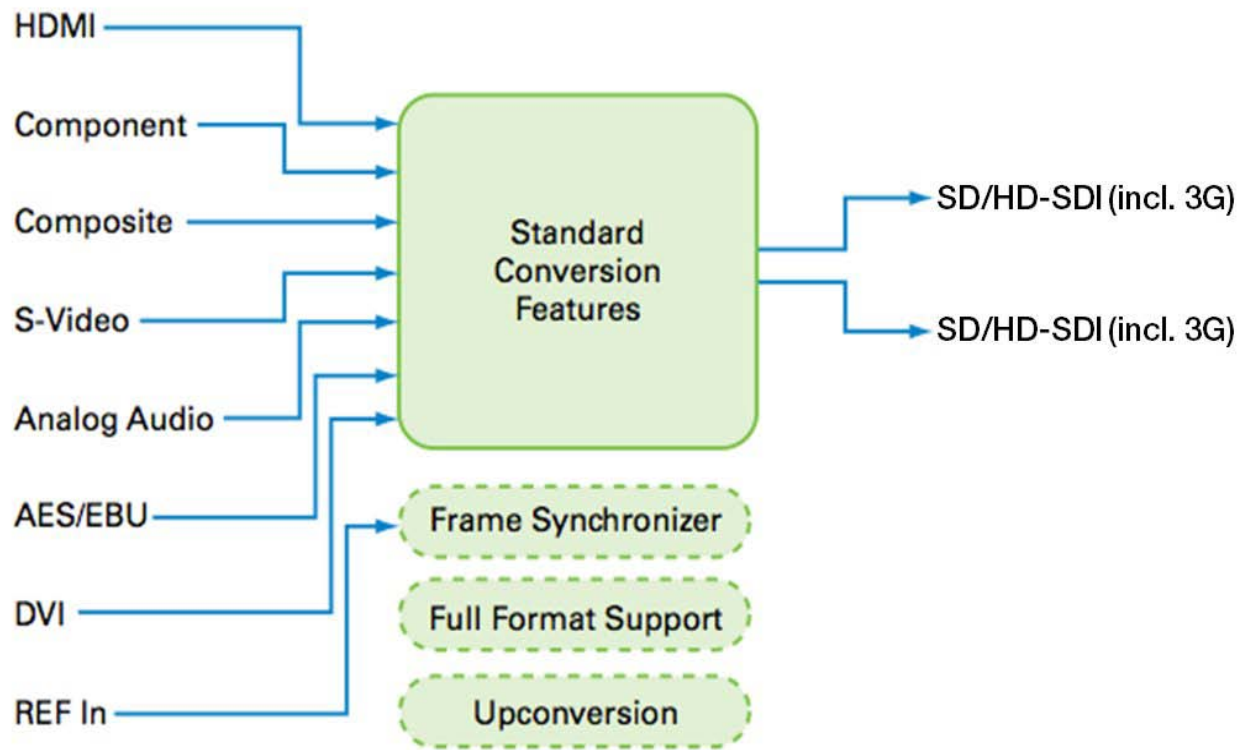 HDMI
Component
Composite
S-Video
Analog Audio
AES/EBU
DVI
REF In
Standard
Conversion
Features
Frame Synchronizer
Full Format Support
Upconversion
SD/HD-SDI (incl. 3G)
SD/HD-SDI (incl. 3G)